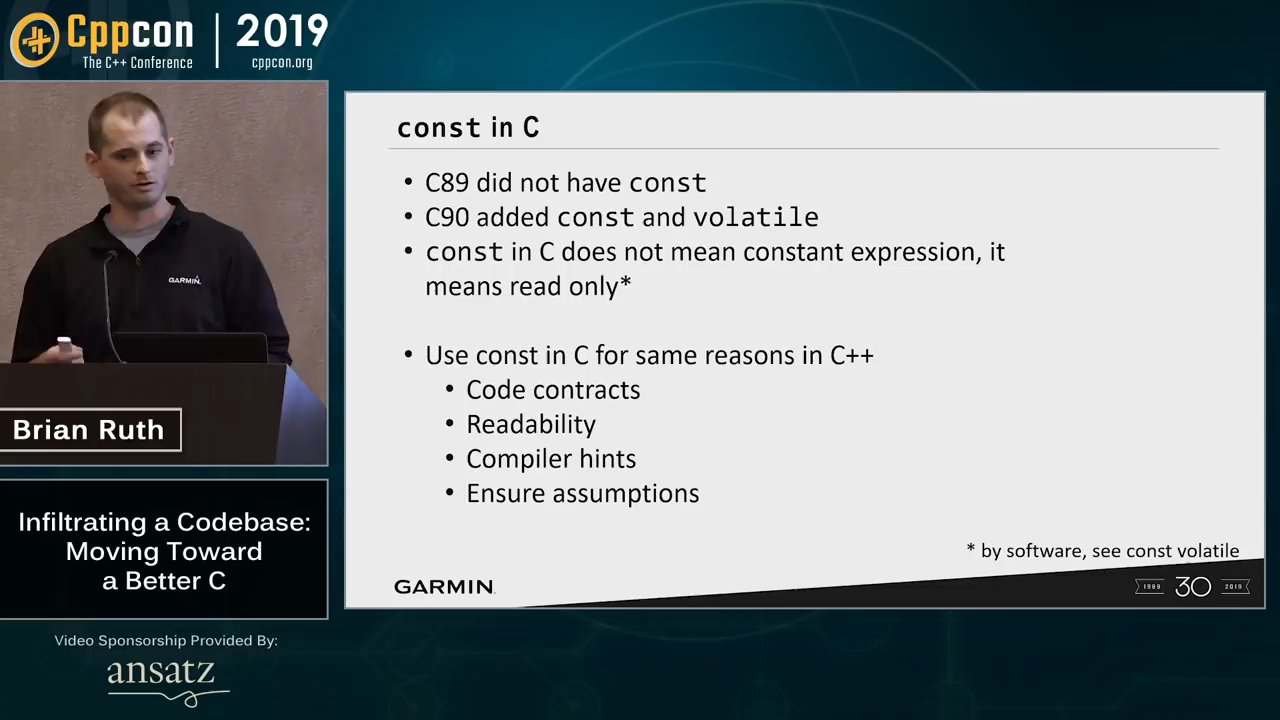 Cppcon
The C++ Conference
2019
cppcon.org
GARMIN
Brian Ruth
Infiltrating a Codebase:
Moving Toward
a Better C
Video Sponsorship Provided By:
ansatz
const in C
• C89 did not have const
• C90 added const and volatile
• const in C does not mean constant expression, it
means read only*
• Use const in C for same reasons in C++
• Code contracts
• Readability
• Compiler hints
• Ensure assumptions
* by software, see const volatile
GARMIN
1989 30 2019